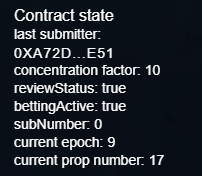 Contract state
last submitter:
0XA72D...E51
concentration factor: 10
reviewStatus: true
bettingActive: true
subNumber: 0
current epoch: 9
current prop number: 17